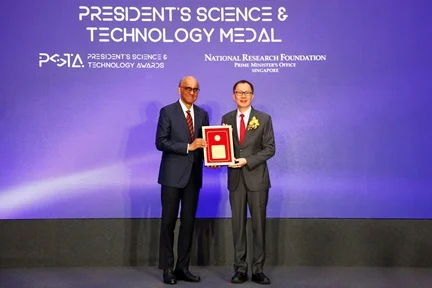 PRESIDENT'S SCIENCE &
TECHNOLOGY MEDAL
PSTA PRESIDENT'S SCIENCE &
TECHNOLOGY AWARDS
NATIONAL RESEARCH FOUNDATION
PRIME MINISTER'S OFFICE
SINGAPORE